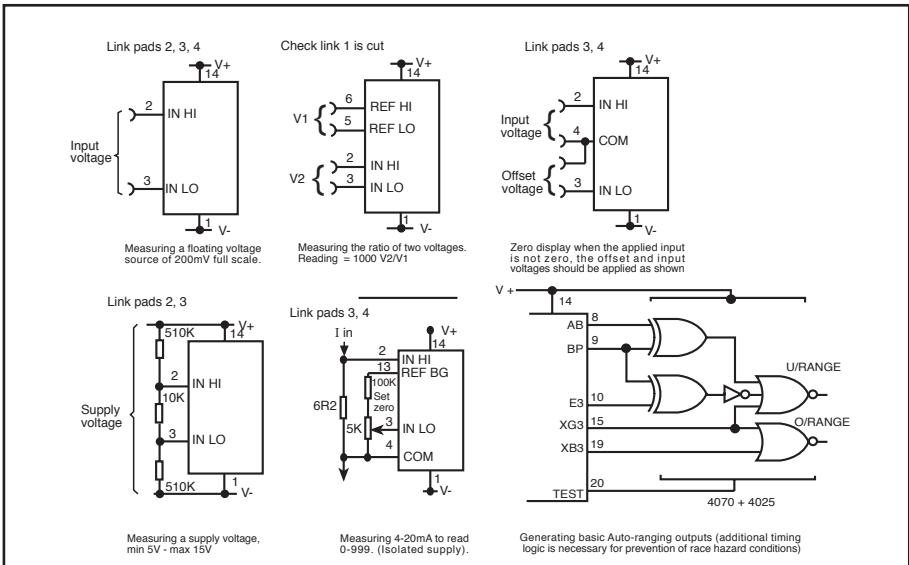 Link pads 2, 3, 4
V+
14
2
IN HI
Input
voltage
3
IN LO
1
V-
Measuring a floating voltage
source of 200mV full scale.
Check link 1 is cut
V+
14
6
REF HI
V1
5
REF LO
2
IN HI
V2
3
IN LO
1
V-
Measuring the ratio of two voltages.
Reading = 1000 V2/V1
Link pads 3, 4
V+
14
2
IN HI
Input
voltage
4
COM
Offset
voltage
3
IN LO
1
V-
Zero display when the applied input
is not zero, the offset and input
voltages should be applied as shown
Link pads 2, 3
V+
510K
14
2
IN HI
10K
Supply
voltage
3
IN LO
510K
1
V-
Measuring a supply voltage,
min 5V - max 15V
Link pads 3, 4
I in
V+
14
2
IN HI
13
REF BG
100K
Set
zero
6R2
5K
3
IN LO
4
COM
1
V-
Measuring 4-20mA to read
0-999. (Isolated supply).
V +
14
AB
8
BP
9
U/RANGE
E3
10
XG3
15
O/RANGE
XB3
19
TEST
20
4070 + 4025
Generating basic Auto-ranging outputs (additional timing
logic is necessary for prevention of race hazard conditions)